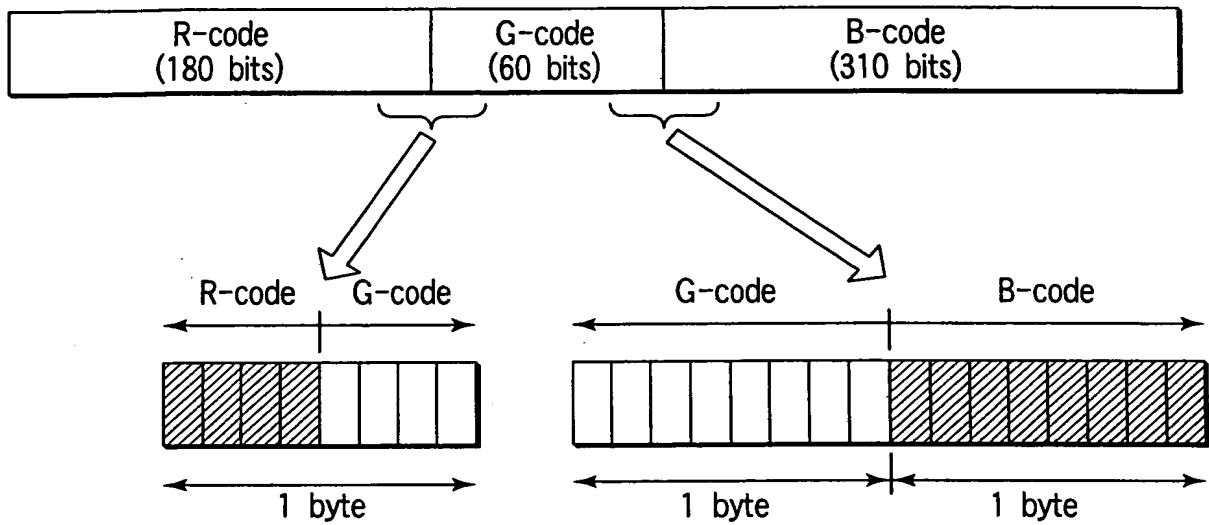 R-code
(180 bits)
G-code
(60 bits)
B-code
(310 bits)
R-code
G-code
G-code
B-code
1 byte
1 byte
1 byte